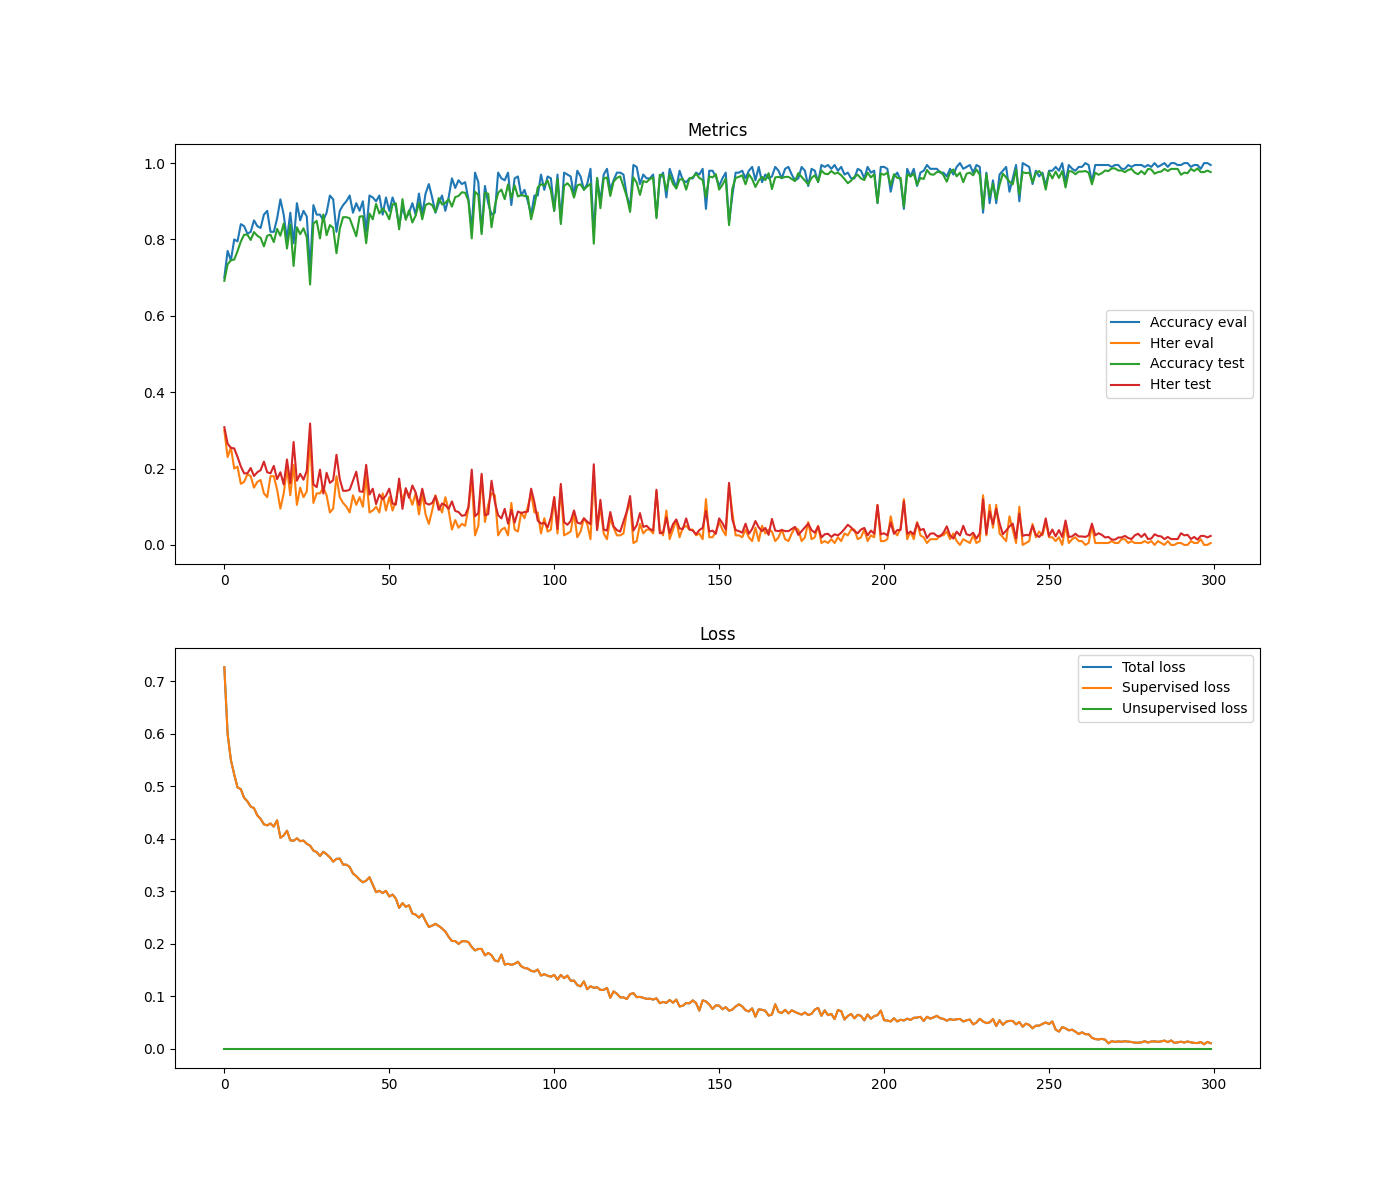 Metrics
1.0
0.8
0.6
0.4
0.2
0.0
Accuracy eval
Hter eval
Accuracy test
Hter test
0 50 100 150 200 250 300
Loss
0.7
0.6
0.5
0.4
0.3
0.2
0.1
0.0
Total loss
Supervised loss
Unsupervised loss
0 50 100 150 200 250 300